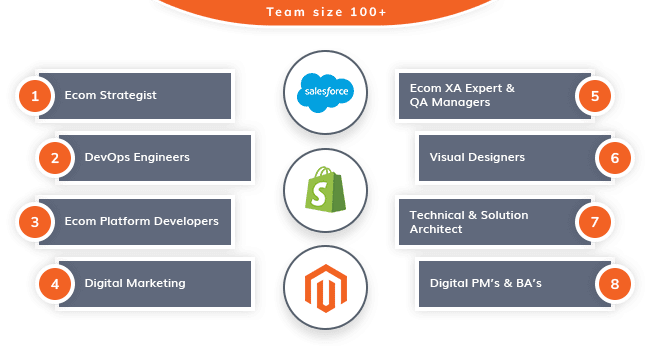 Team size 100+
1
Ecom Strategist
2
DevOps Engineers
3
Ecom Platform Developers
4
Digital Marketing
salesforce
S
Ecom XA Expert &
QA Managers
5
Visual Designers
6
Technical & Solution
Architect
7
Digital PM’s & BA’s
8